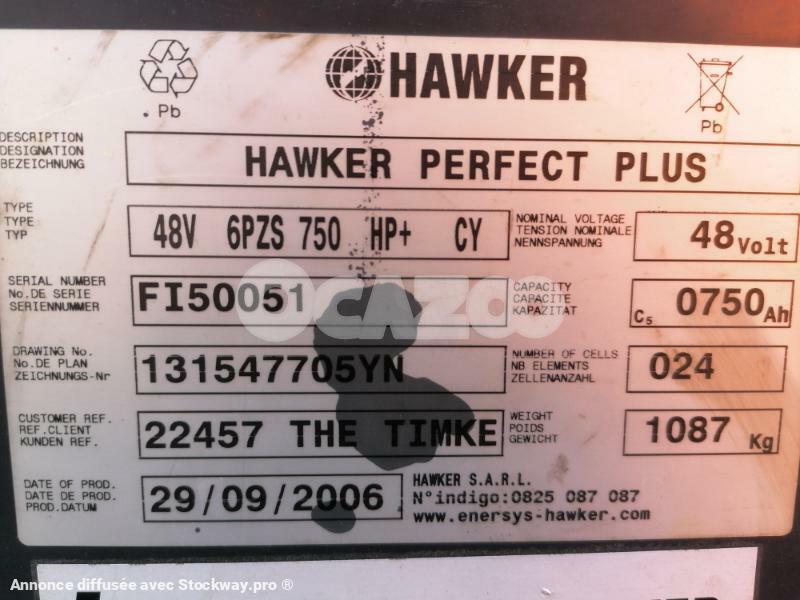 HAWKER
Pb
Pb
DESCRIPTION
DESIGNATION
BEZEICHNUNG
HAWKER PERFECT PLUS
TYPE
TYPE
TYP
48V 6PZS 750 HP+ CY
NOMINAL VOLTAGE
TENSION NOMINALE
NENNSPANNUNG
48 Volt
SERIAL NUMBER
No.DE SERIE
SERIENNUMMER
FI50051
CAPACITY
CAPACITE
KAPAZITAT
C5 0750 Ah
OCAZOO
DRAWING No.
No.DE PLAN
ZEICHNUNGS-Nr
131547705YN
NUMBER OF CELLS
NB ELEMENTS
ZELLENANZAHL
024
CUSTOMER REF.
REF.CLIENT
KUNDEN REF.
22457 THE TIMKE
WEIGHT
POIDS
GEWICHT
1087 Kg
DATE OF PROD.
DATE DE PROD.
PROD.DATUM
29/09/2006
HAWKER S.A.R.L.
N°indigo:0825 087 087
www.enersys-hawker.com
Annonce diffusée avec Stockway.pro ®